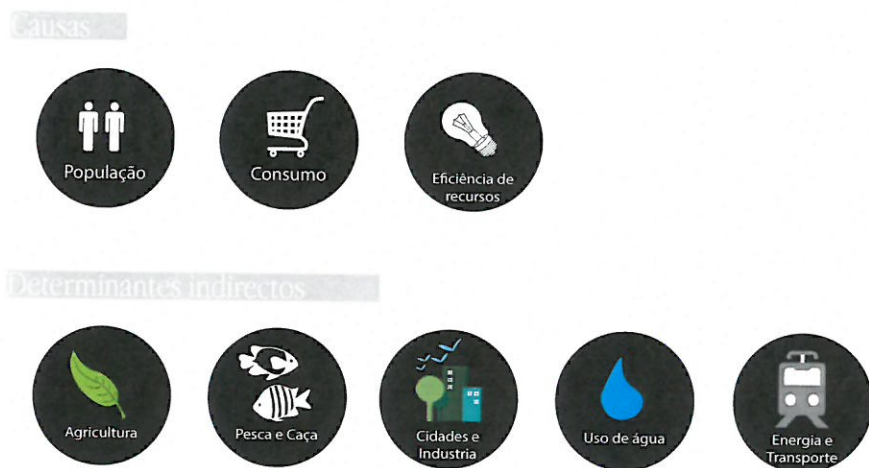 Causas
População
Consumo
Eficiência de
recursos
Determinantes indirectos
Agricultura
Pesca e Caça
Cidades e
Industria
Uso de água
Energia e
Transporte